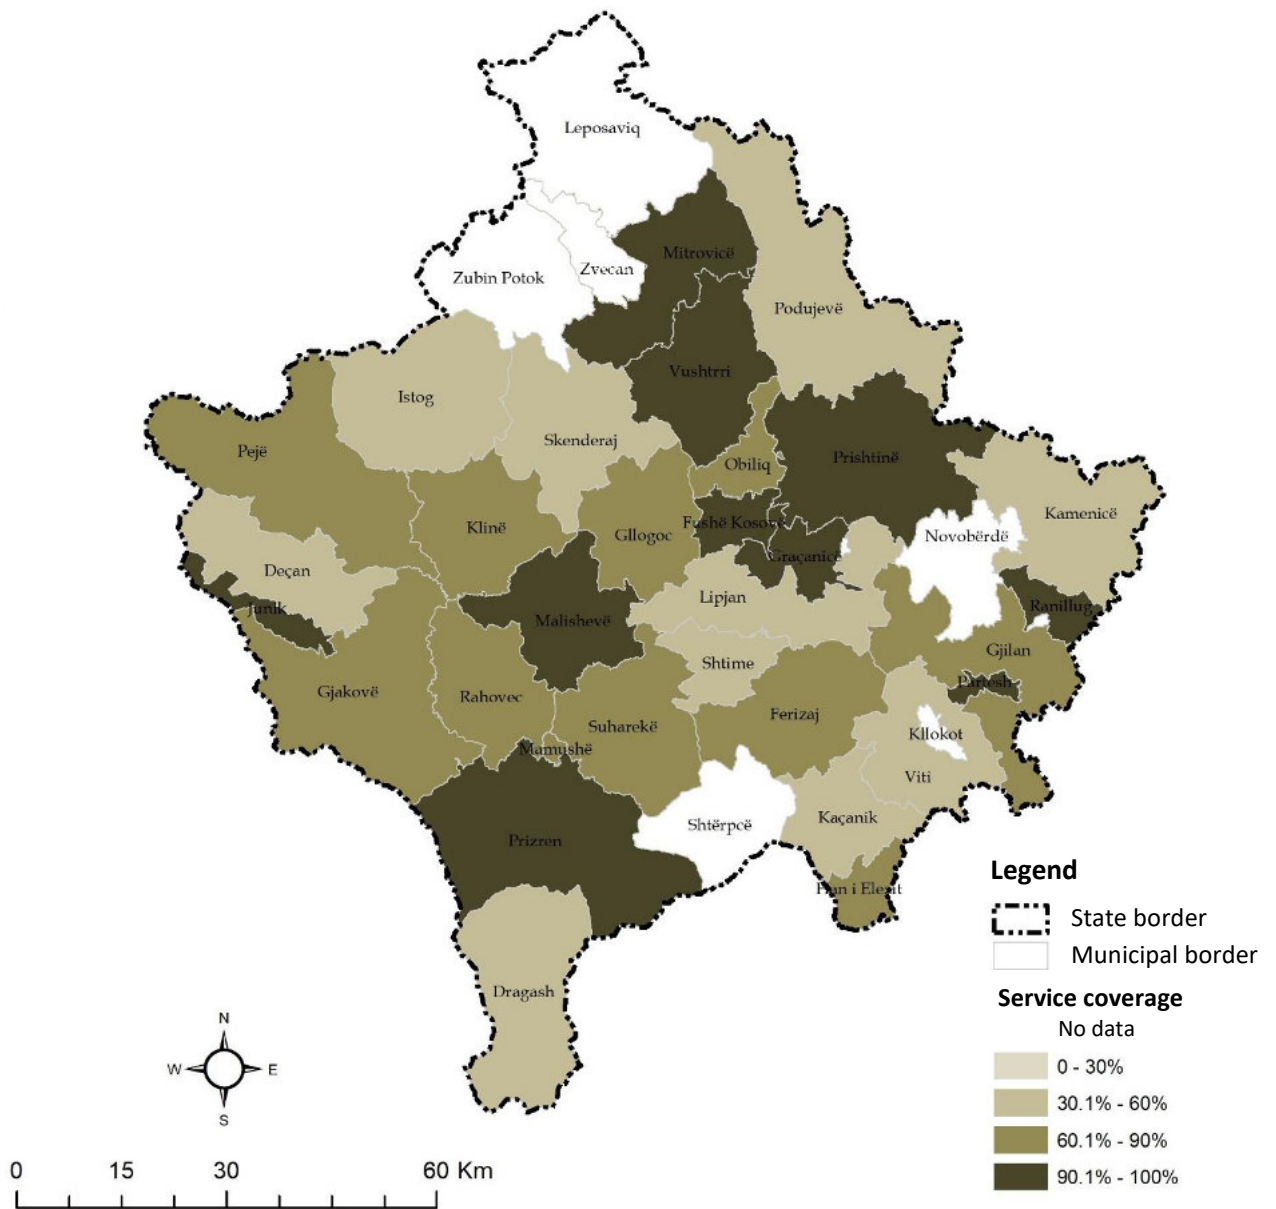 Leposaviq
Mitrovicë
Zvecan
Zubin Potok
Podujevë
Vushtrri
Istog
Skenderaj
Pejë
Obiliq
Prishtinë
Kamenicë
Klinë
Gllogoc
Fushë Kosovë
Novobërdë
Graçanicë
Deçan
Lipjan
Junik
Malishevë
Ranillug
Gjilan
Shtime
Partesh
Gjakovë
Rahovec
Ferizaj
Suharekë
Kllokot
Mamushë
Viti
Kaçanik
Shtërpcë
Prizren
Han i Elezit
Dragash
Legend
State border
Municipal border
Service coverage
No data
0 - 30%
30.1% - 60%
60.1% - 90%
90.1% - 100%
N
W E
S
0 15 30 60 Km